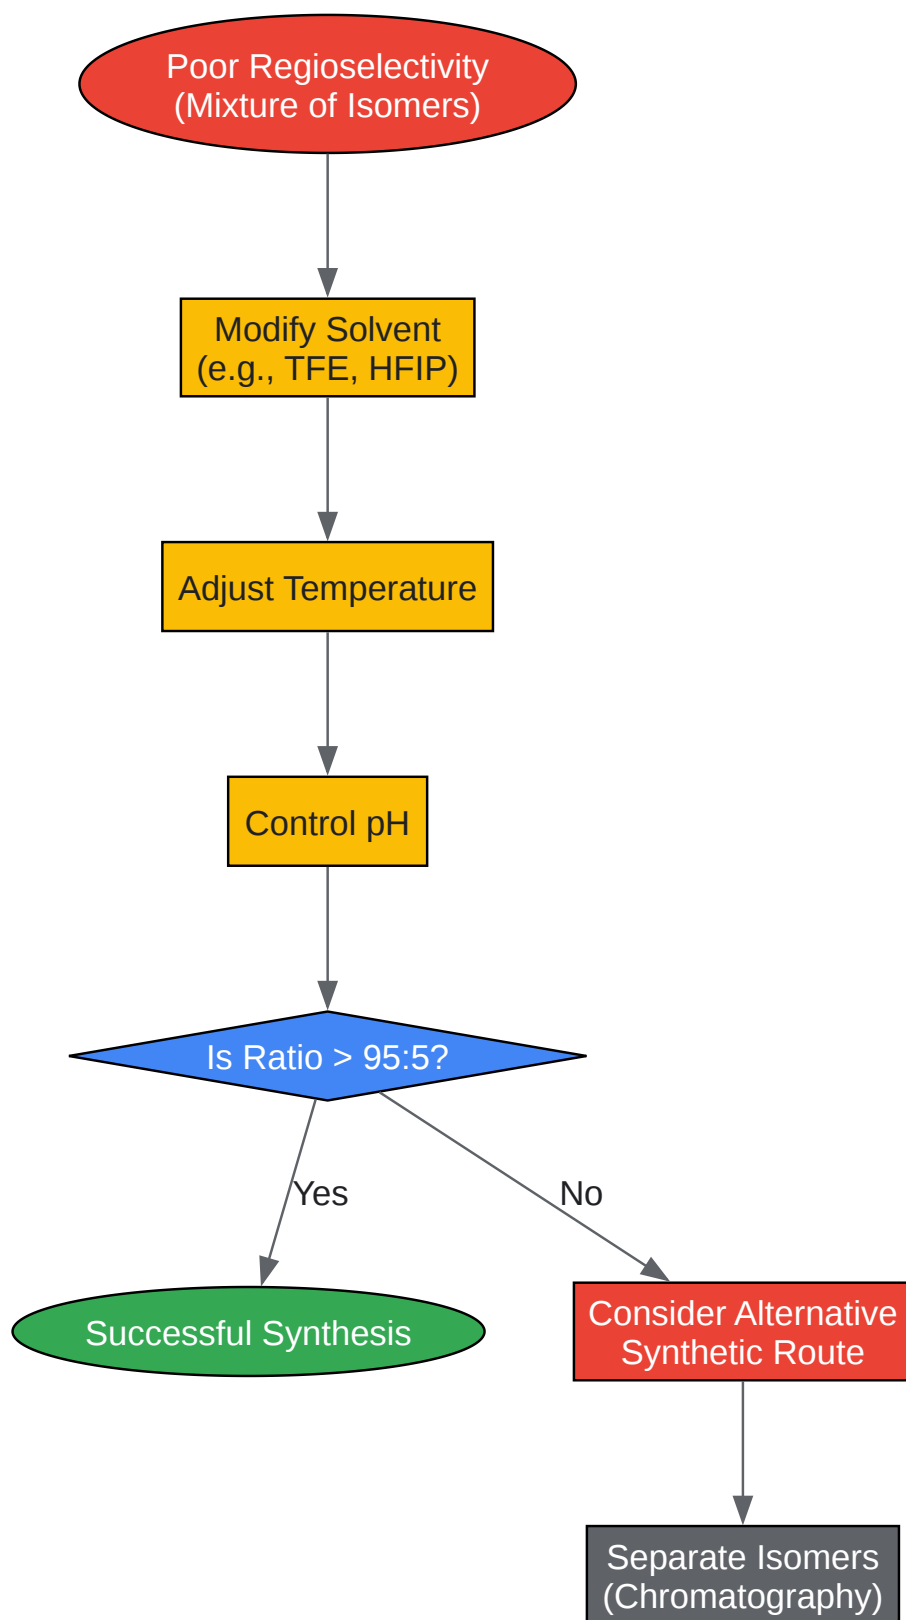 Poor Regioselectivity
(Mixture of Isomers)
Modify Solvent
(e.g., TFE, HFIP)
Adjust Temperature
Control pH
Is Ratio > 95:5?
Yes
No
Successful Synthesis
Consider Alternative
Synthetic Route
Separate Isomers
(Chromatography)